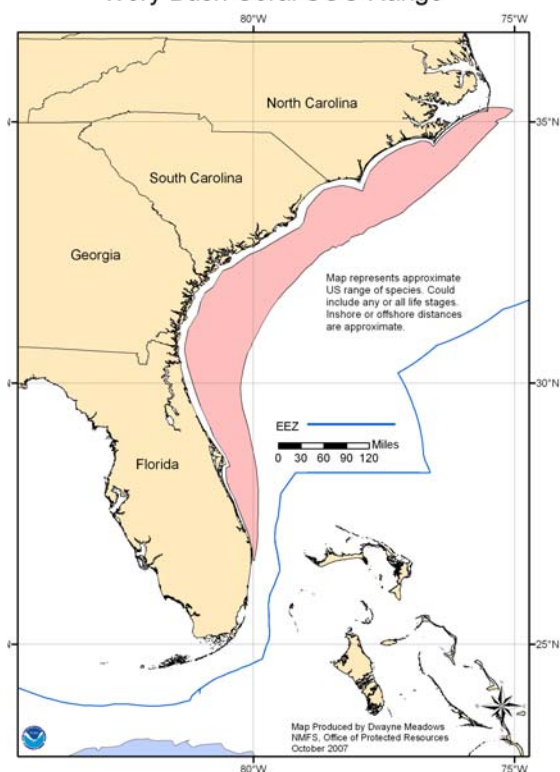 Ivory Bush Coral SOC Range
80°W
75°W
North Carolina
35°N
South Carolina
Georgia
Map represents approximate
US range of species. Could
include any or all life stages.
Inshore or offshore distances
are approximate.
N
30°N
EEZ
Miles
0 30 60 90 120
Florida
N
25°N
Map Produced by Dwayne Meadows
NMFS, Office of Protected Resources
October 2007
80°W
75°W